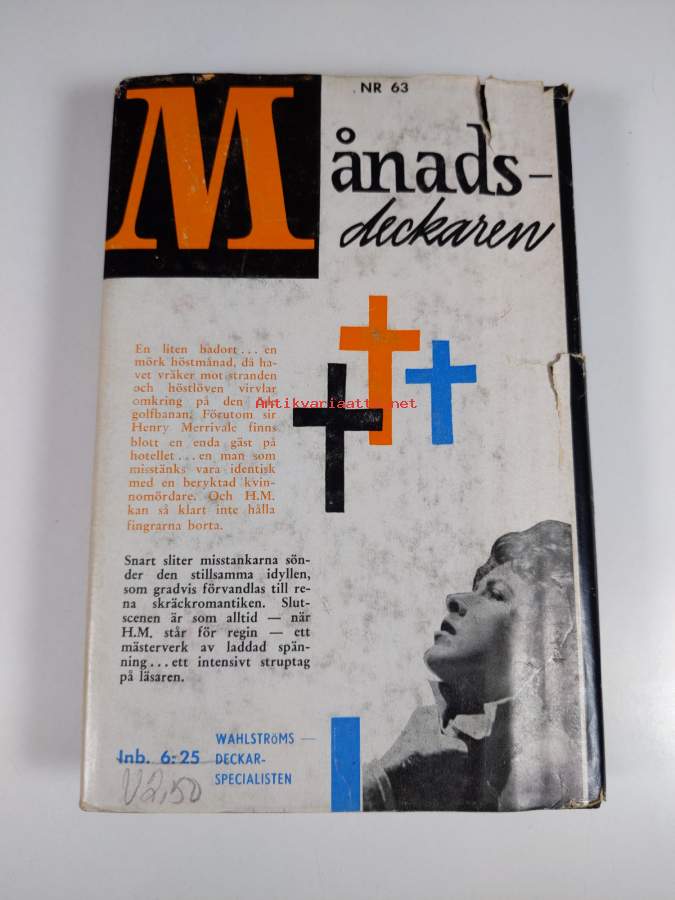 NR 63
Månads-
deckaren
En liten badort... en
mörk höstmånad, då ha-
vet vräker mot stranden
och höstlöven virvlar
omkring på den
golfbanan. Förutom sir
Henry Merrivale finns
blott en enda gäst på
hotellet... en man som
misstänks vara identisk
med en beryktad kvin-
nomördare. Och H.M.
kan så klart inte hålla
fingrarna borta.
Antikvariaatti.net
Snart sliter misstankarna sön-
der den stillsamma idyllen,
som gradvis förvandlas till re-
na skräckromantiken. Slut-
scenen är som alltid — när
H.M. står för regin — ett
mästerverk av laddad spän-
ning... ett intensivt struptag
på läsaren.
Inb. 6:25
V2,50
WAHLSTRÖMS —
DECKAR-
SPECIALISTEN